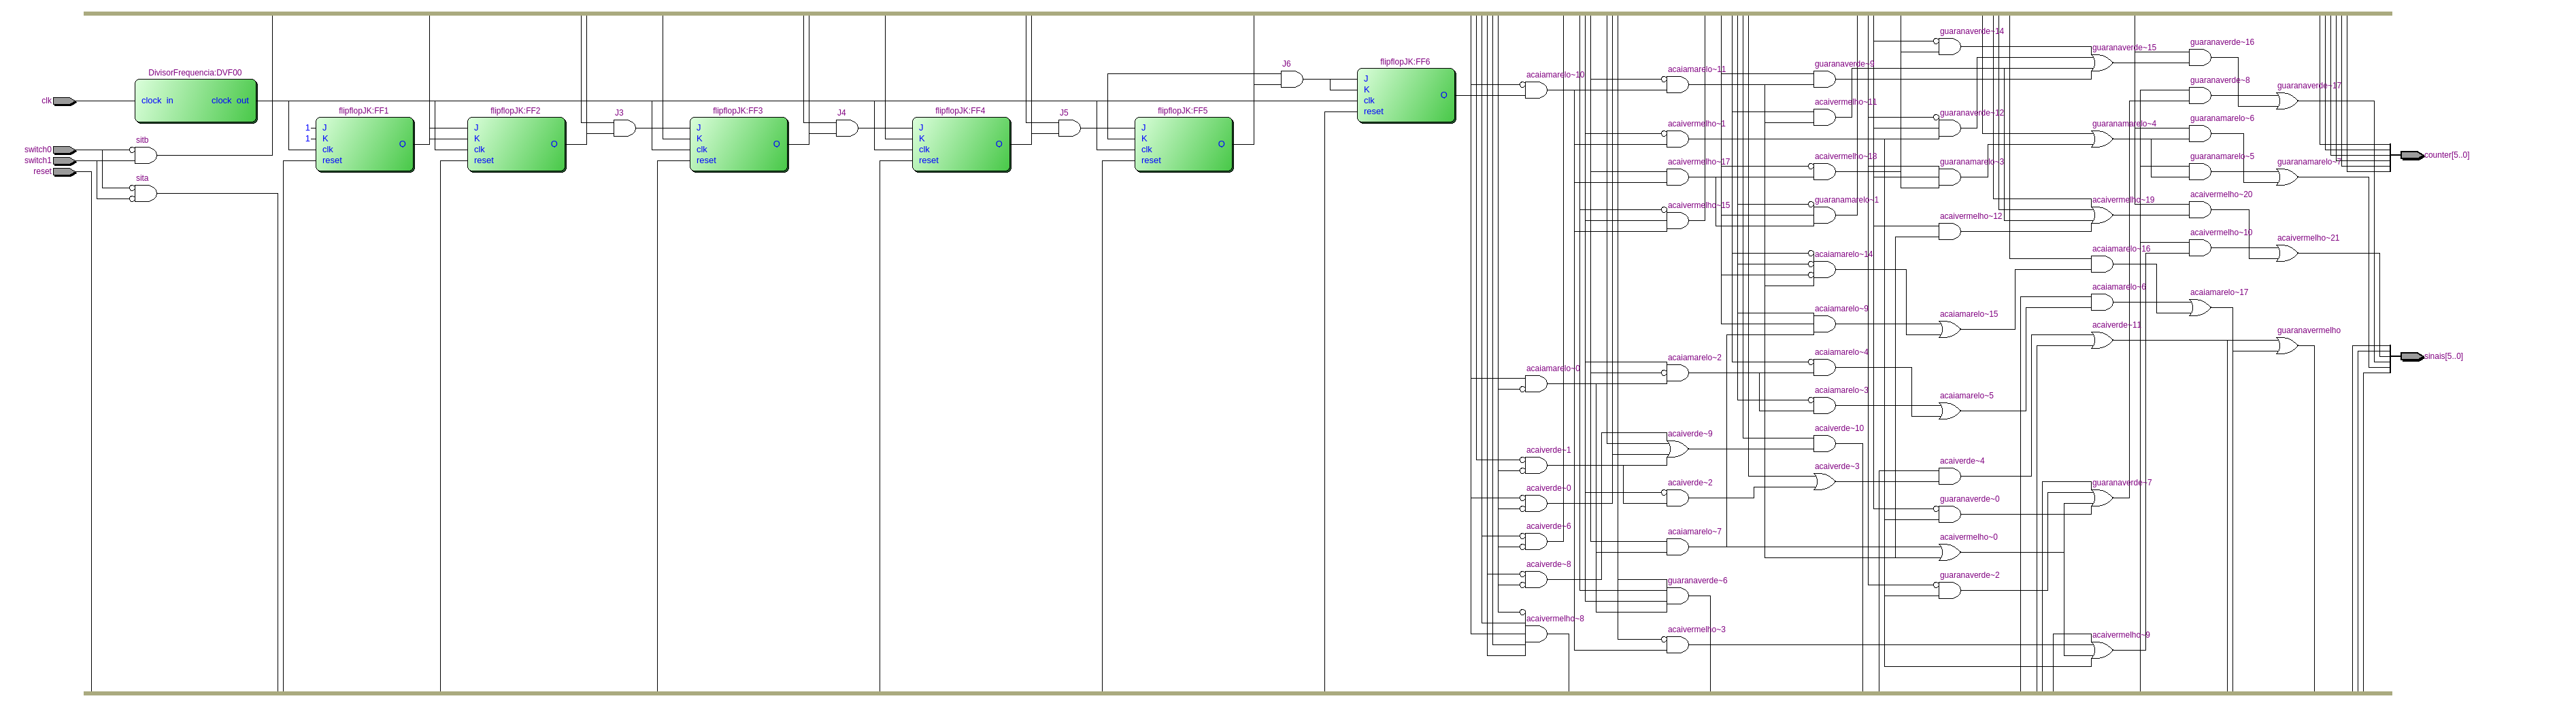 DivisorFrequencia:DVF00
clock_in clock_out
clk
switch0
switch1
reset
sitb
sita
flipflopJK:FF1
1 J
1 K
clk
reset
O
flipflopJK:FF2
J
K
clk
reset
O
J3
flipflopJK:FF3
J
K
clk
reset
O
J4
flipflopJK:FF4
J
K
clk
reset
O
J5
flipflopJK:FF5
J
K
clk
reset
O
J6
flipflopJK:FF6
J
K
clk
reset
O
acaiamarelo~10
acaiamarelo~0
acaiverde~1
acaiverde~0
acaiverde~6
acaiverde~8
acaivermelho~8
acaiamarelo~11
acaivermelho~1
acaivermelho~17
acaivermelho~15
acaiamarelo~2
acaiverde~9
acaiverde~2
acaiamarelo~7
guaranaverde~6
acaivermelho~3
guaranaverde~9
acaivermelho~11
acaivermelho~13
guaranamarelo~1
acaiamarelo~14
acaiamarelo~9
acaiamarelo~4
acaiamarelo~3
acaiverde~10
acaiverde~3
guaranaverde~14
guaranaverde~12
guaranamarelo~3
acaivermelho~12
acaiamarelo~15
acaiamarelo~5
acaiverde~4
guaranaverde~0
acaivermelho~0
guaranaverde~2
guaranaverde~15
guaranamarelo~4
acaivermelho~19
acaiamarelo~16
acaiamarelo~6
acaiverde~11
guaranaverde~7
acaivermelho~9
guaranaverde~16
guaranaverde~8
guaranamarelo~6
guaranamarelo~5
acaivermelho~20
acaivermelho~10
acaiamarelo~17
guaranaverde~17
guaranamarelo~7
acaivermelho~21
guaranavermelho
counter[5..0]
sinais[5..0]